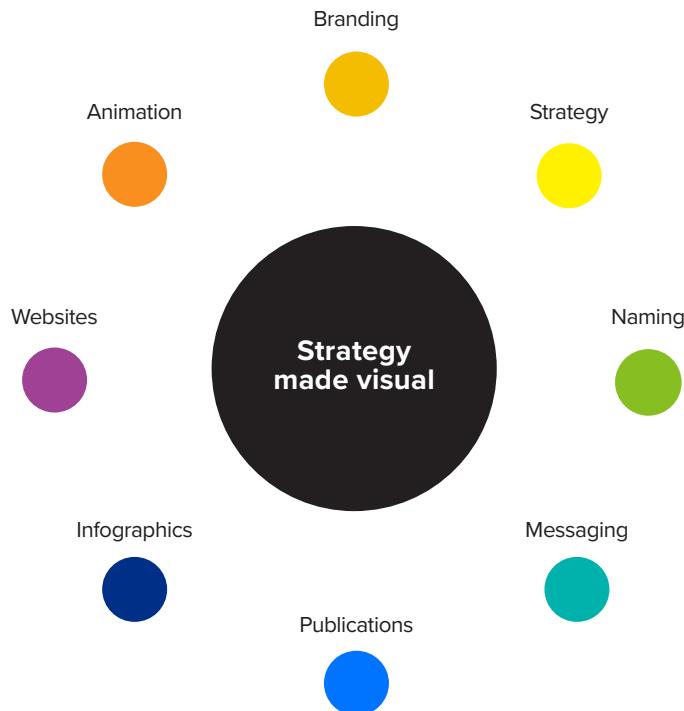 Branding
Animation
Strategy
Websites
Naming
Strategy
made visual
Infographics
Messaging
Publications